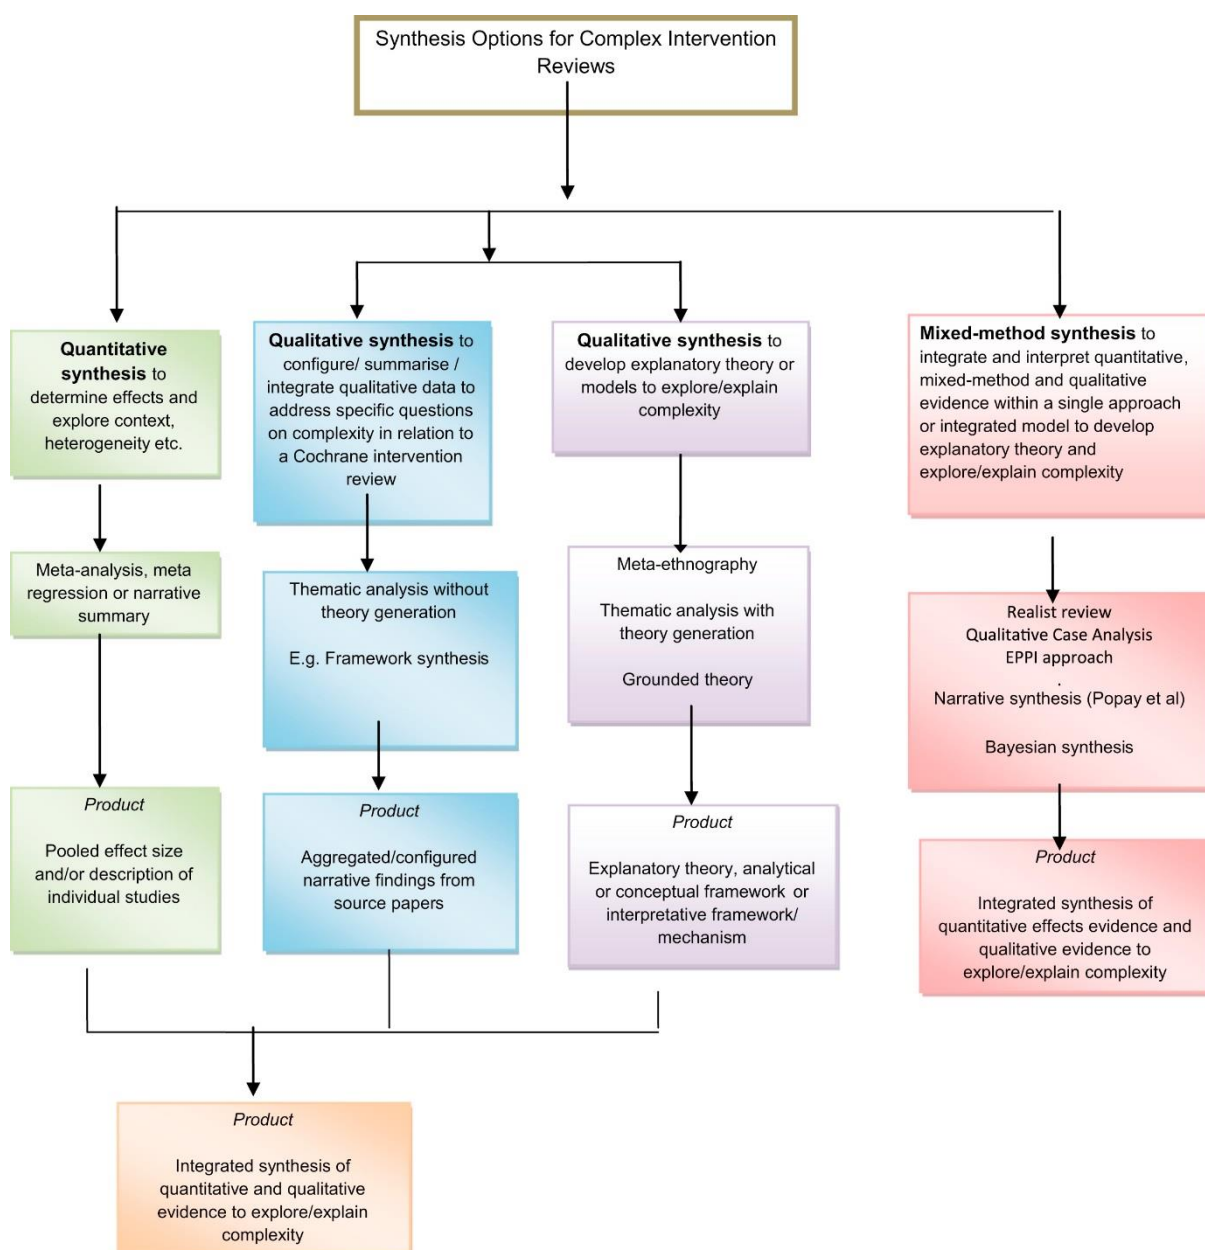 Synthesis Options for Complex Intervention
Reviews
Quantitative
synthesis to
determine effects and
explore context,
heterogeneity etc.
Meta-analysis, meta
regression or narrative
summary
Product
Pooled effect size
and/or description of
individual studies
Qualitative synthesis to
configure/ summarise /
integrate qualitative data to
address specific questions
on complexity in relation to
a Cochrane intervention
review
Thematic analysis without
theory generation
E.g. Framework synthesis
Product
Aggregated/configured
narrative findings from
source papers
Qualitative synthesis to
develop explanatory theory or
models to explore/explain
complexity
Meta-ethnography
Thematic analysis with
theory generation
Grounded theory
Product
Explanatory theory, analytical
or conceptual framework or
interpretative framework/
mechanism
Mixed-method synthesis to
integrate and interpret quantitative,
mixed-method and qualitative
evidence within a single approach
or integrated model to develop
explanatory theory and
explore/explain complexity
Realist review
Qualitative Case Analysis
EPPI approach
.
Narrative synthesis (Popay et al)
Bayesian synthesis
Product
Integrated synthesis of
quantitative effects evidence and
qualitative evidence to
explore/explain complexity
Product
Integrated synthesis of
quantitative and qualitative
evidence to explore/explain
complexity